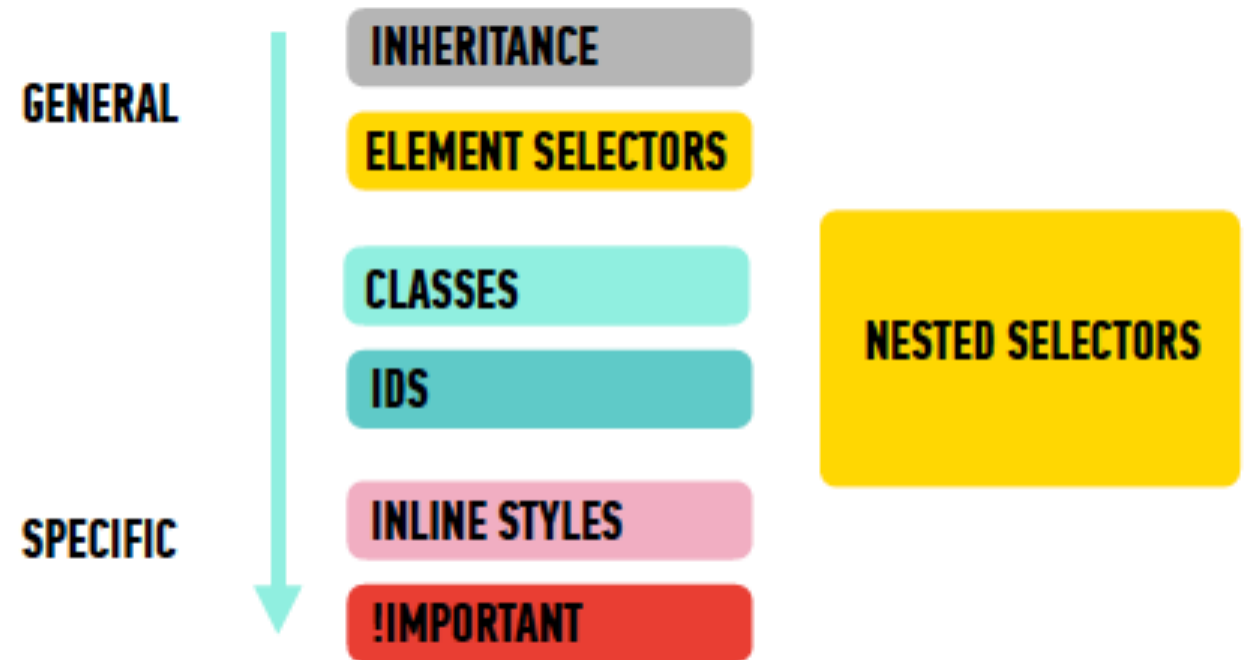 GENERAL
INHERITANCE
ELEMENT SELECTORS
CLASSES
IDS
NESTED SELECTORS
SPECIFIC
INLINE STYLES
!IMPORTANT